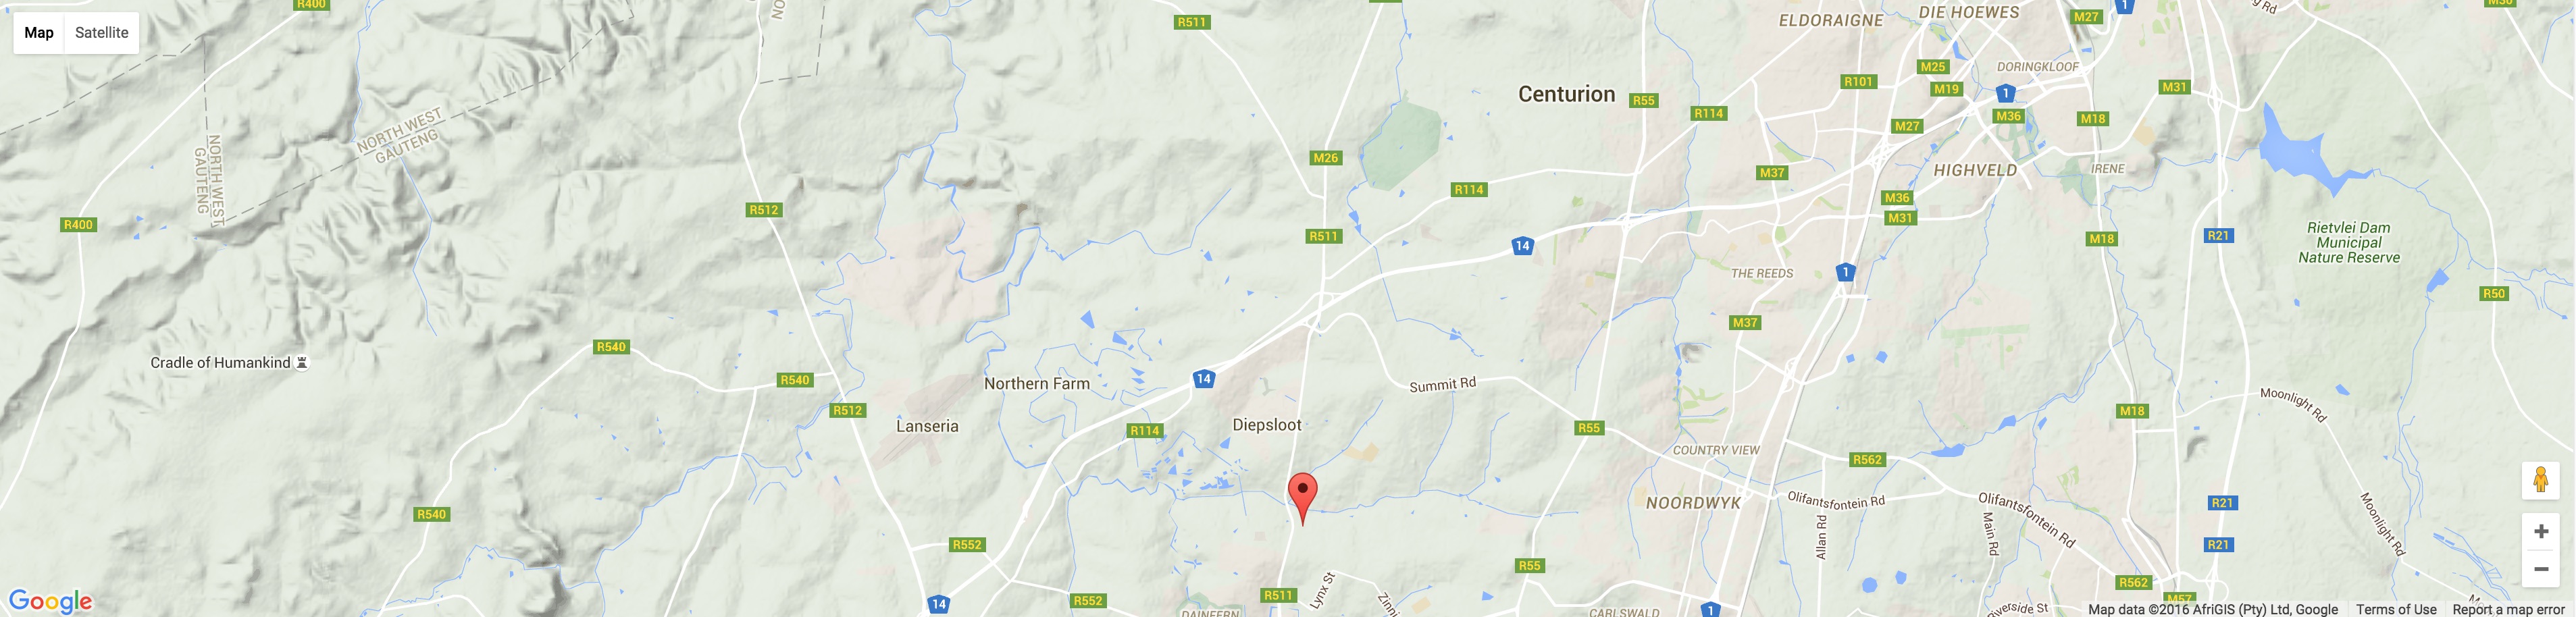 Map
Satellite
R400
NO
R511
ELDORAIGNE
DIE HOEWES
M27
1
M25
DORINGKLOOF
R101
M19
1
M31
Centurion
R55
R114
M36
M18
M27
NORTH WEST
GAUTENG
NORTH WEST
GAUTENG
M26
M37
HIGHVELD
IRENE
R114
R512
M36
M31
R400
R511
14
M18
R21
Rietvlei Dam
Municipal
Nature Reserve
THE REEDS
1
R50
M37
Cradle of Humankind
R540
R540
Northern Farm
14
Summit Rd
R512
Lanseria
R114
Diepsloot
R55
M18
Moonlight Rd
COUNTRY VIEW
R562
NOORDWYK
Olifantsfontein Rd
Olifantsfontein Rd
R21
R540
Allan Rd
Main Rd
Moonlight Rd
R552
R21
R55
R562
Lynx St
R511
R552
14
Zinni
CARLSWALD
1
M57
DAINFERN
Riverside St
Google
Map data ©2016 AfriGIS (Pty) Ltd, Google
Terms of Use
Report a map error